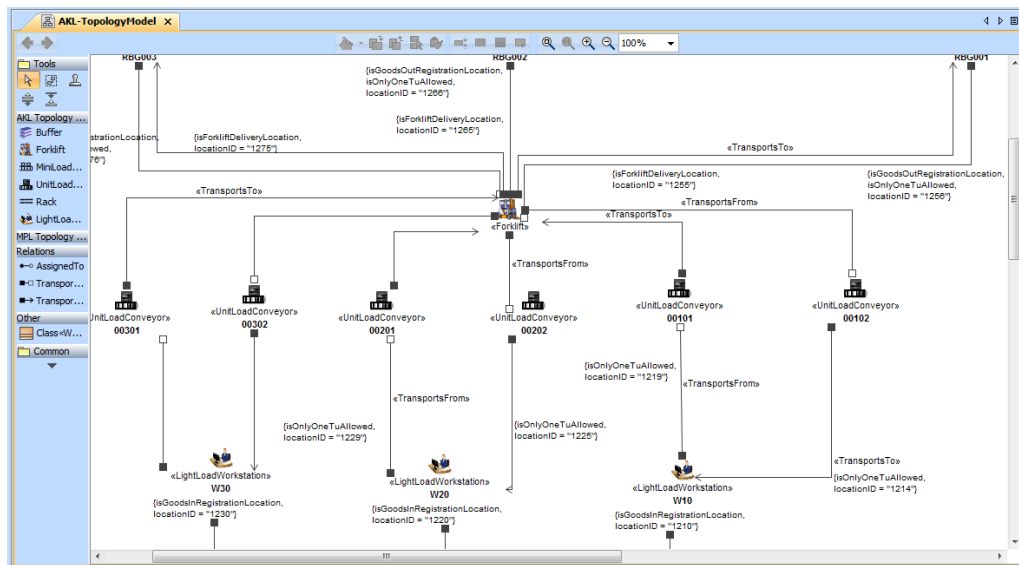 AKL-TopologyModel
100%
Tools
AKL Topology ...
Buffer
Forklift
MiniLoad...
UnitLoad...
Rack
LightLoa...
MPL Topology ...
Relations
AssignedTo
Transpor...
Transpor...
Other
Class«W...
Common
RBG003
RBG002
RBG001
{isGoodsOutRegistrationLocation,
isOnlyOneTuAllowed,
locationID = "1266"}
{isForkliftDeliveryLocation,
locationID = "1265"}
strationLocation,
owed,
76"}
{isForkliftDeliveryLocation,
locationID = "1275"}
«TransportsTo»
{isForkliftDeliveryLocation,
locationID = "1255"}
{isGoodsOutRegistrationLocation,
isOnlyOneTuAllowed,
locationID = "1256"}
«TransportsTo»
«TransportsFrom»
«TransportsTo»
«Forklift»
«TransportsFrom»
UnitLoadConveyor»
00301
«UnitLoadConveyor»
00302
«UnitLoadConveyor»
00201
«UnitLoadConveyor»
00202
«UnitLoadConveyor»
00101
«UnitLoadConveyor»
00102
{isOnlyOneTuAllowed,
locationID = "1219"}
«TransportsFrom»
«TransportsFrom»
{isOnlyOneTuAllowed,
locationID = "1229"}
{isOnlyOneTuAllowed,
locationID = "1225"}
«TransportsTo»
{isOnlyOneTuAllowed,
locationID = "1214"}
«LightLoadWorkstation»
W30
«LightLoadWorkstation»
W20
«LightLoadWorkstation»
W10
{isGoodsInRegistrationLocation,
locationID = "1230"}
{isGoodsInRegistrationLocation,
locationID = "1220"}
{isGoodsInRegistrationLocation,
locationID = "1210"}